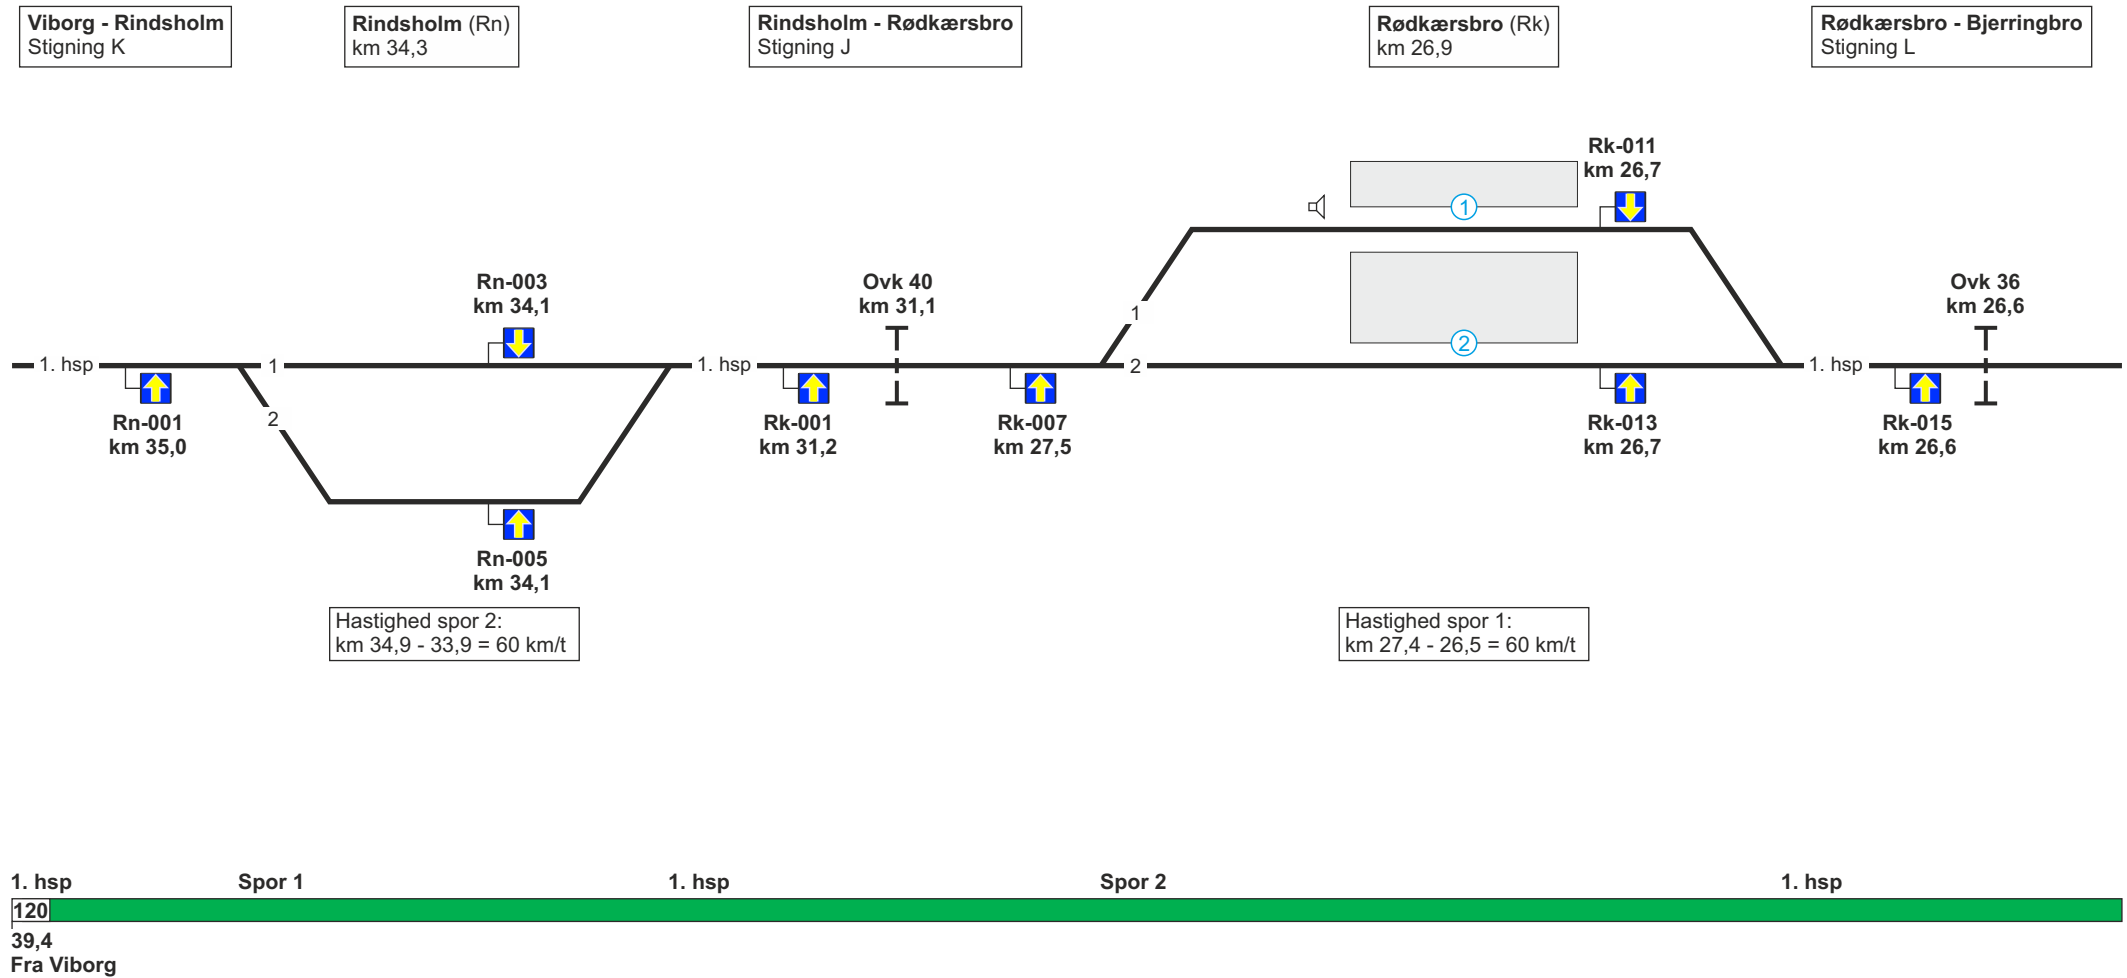 Viborg - Rindsholm
Stigning K
Rindsholm (Rn)
km 34,3
Rindsholm - Rødkærsbro
Stigning J
Rødkærsbro (Rk)
km 26,9
Rødkærsbro - Bjerringbro
Stigning L
Rk-011
km 26,7
1
Rn-003
km 34,1
Ovk 40
km 31,1
1
2
Ovk 36
km 26,6
1. hsp
1
1. hsp
2
1. hsp
Rn-001
km 35,0
2
Rk-001
km 31,2
Rk-007
km 27,5
Rk-013
km 26,7
Rk-015
km 26,6
Rn-005
km 34,1
Hastighed spor 2:
km 34,9 - 33,9 = 60 km/t
Hastighed spor 1:
km 27,4 - 26,5 = 60 km/t
1. hsp
Spor 1
1. hsp
Spor 2
1. hsp
120
39,4
Fra Viborg